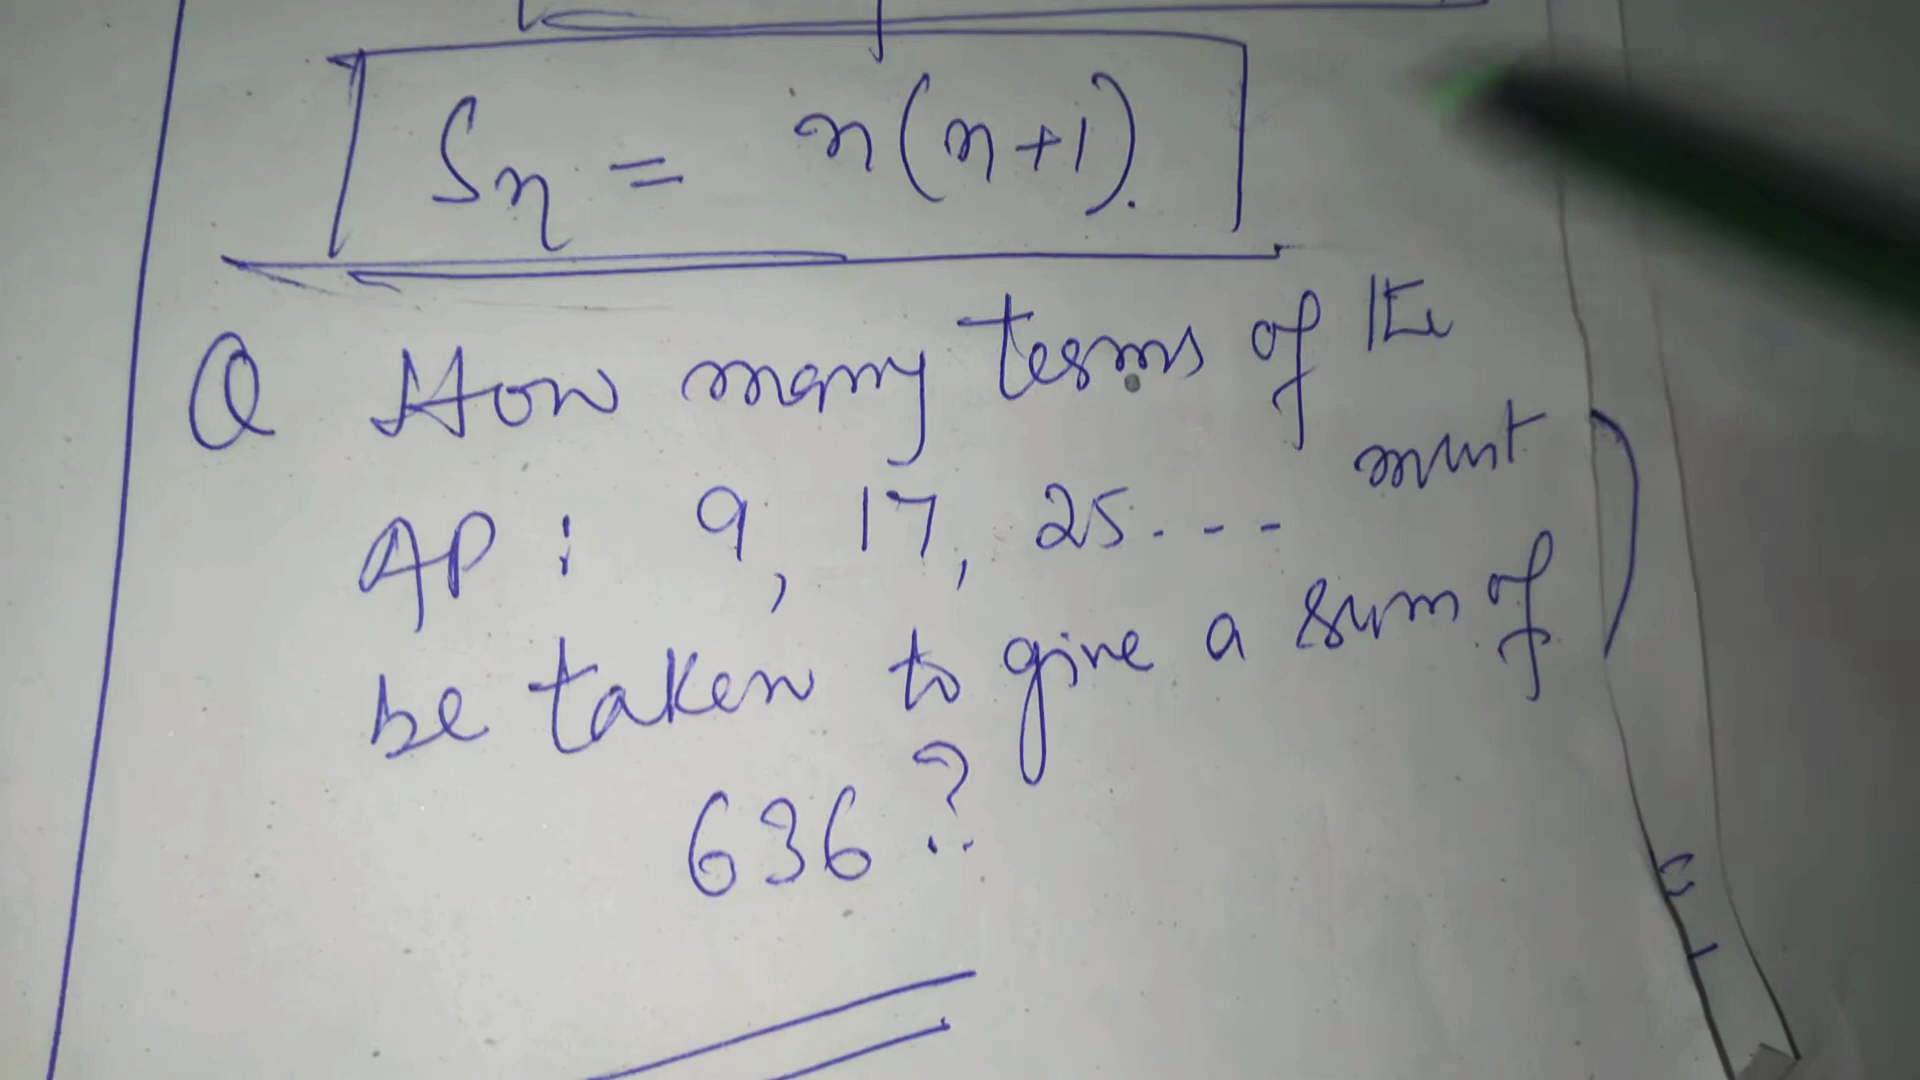 Sn = n(n+1).
Q How many terms of the
AP : 9, 17, 25. - - - must
be taken to give a sum of
636 ?